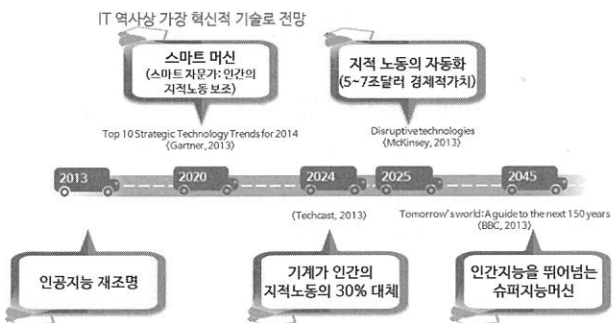 IT 역사상 가장 혁신적 기술로 전망
스마트 머신
(스마트 자문가: 인간의
지적노동 보조)
지적 노동의 자동화
(5~7조달러 경제적가치)
Top 10 Strategic Technology Trends for 2014
(Gartner, 2013)
Disruptive technologies
(McKinsey, 2013)
2013
2020
2024
2025
2045
(Techcast, 2013)
Tomorrow's world: A guide to the next 150 years
(BBC, 2013)
인공지능 재조명
기계가 인간의
지적노동의 30% 대체
인간지능을 뛰어넘는
슈퍼지능머신